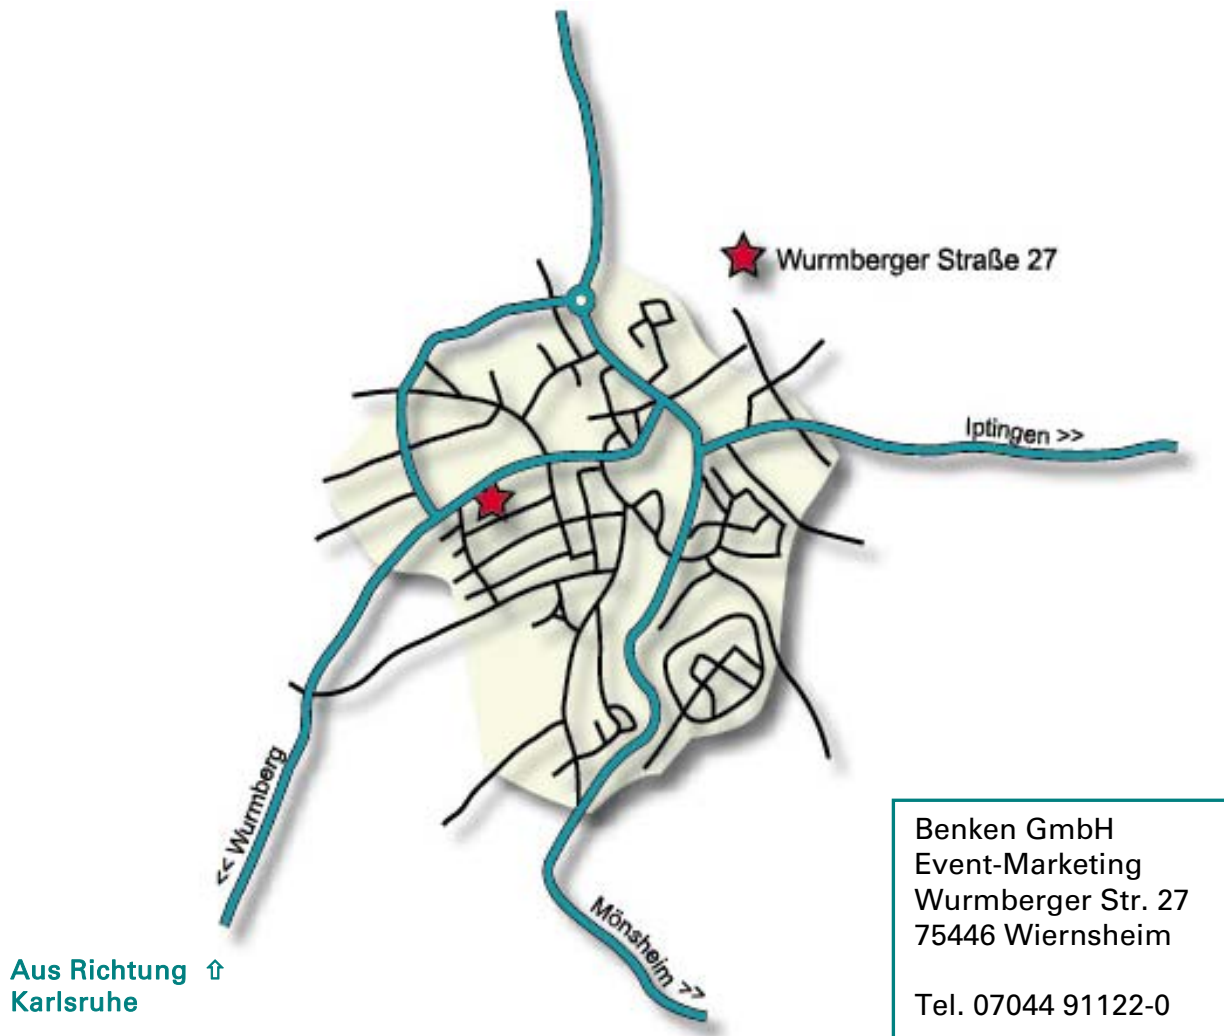 Wurmberger Straße 27
Iptingen >>
<< Wurmberg
Mönsheim >>
Aus Richtung ⇧
Karlsruhe
Benken GmbH
Event-Marketing
Wurmberger Str. 27
75446 Wiernsheim
Tel. 07044 91122-0